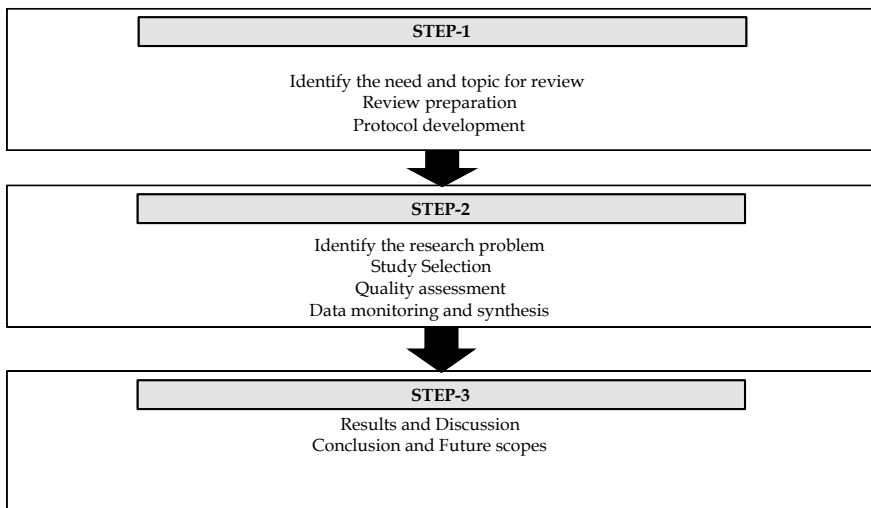 STEP-1
Identify the need and topic for review
Review preparation
Protocol development
STEP-2
Identify the research problem
Study Selection
Quality assessment
Data monitoring and synthesis
STEP-3
Results and Discussion
Conclusion and Future scopes